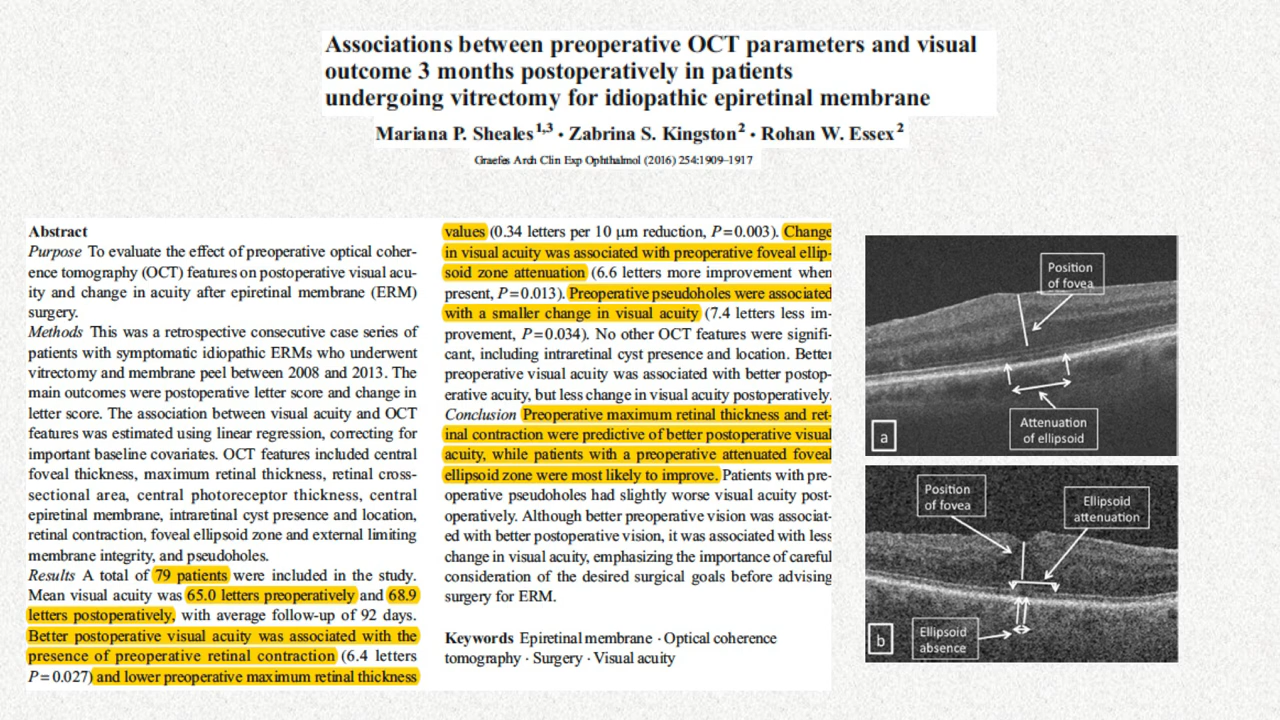 Associations between preoperative OCT parameters and visual
outcome 3 months postoperatively in patients
undergoing vitrectomy for idiopathic epiretinal membrane
Mariana P. Sheales 1,3 · Zabrina S. Kingston 2 · Rohan W. Essex 2
Graefes Arch Clin Exp Ophthalmol (2016) 254:1909–1917
Abstract
Purpose To evaluate the effect of preoperative optical coher-
ence tomography (OCT) features on postoperative visual acu-
ity and change in acuity after epiretinal membrane (ERM)
surgery.
Methods This was a retrospective consecutive case series of
patients with symptomatic idiopathic ERMs who underwent
vitrectomy and membrane peel between 2008 and 2013. The
main outcomes were postoperative letter score and change in
letter score. The association between visual acuity and OCT
features was estimated using linear regression, correcting for
important baseline covariates. OCT features included central
foveal thickness, maximum retinal thickness, retinal cross-
sectional area, central photoreceptor thickness, central
epiretinal membrane, intraretinal cyst presence and location,
retinal contraction, foveal ellipsoid zone and external limiting
membrane integrity, and pseudoholes.
Results A total of 79 patients were included in the study.
Mean visual acuity was 65.0 letters preoperatively and 68.9
letters postoperatively, with average follow-up of 92 days.
Better postoperative visual acuity was associated with the
presence of preoperative retinal contraction (6.4 letters
P=0.027) and lower preoperative maximum retinal thickness
values (0.34 letters per 10 μm reduction, P=0.003). Change
in visual acuity was associated with preoperative foveal ellip-
soid zone attenuation (6.6 letters more improvement when
present, P=0.013). Preoperative pseudoholes were associated
with a smaller change in visual acuity (7.4 letters less im-
provement, P=0.034). No other OCT features were signifi-
cant, including intraretinal cyst presence and location. Better
preoperative visual acuity was associated with better postop-
erative acuity, but less change in visual acuity postoperatively.
Conclusion Preoperative maximum retinal thickness and ret-
inal contraction were predictive of better postoperative visual
acuity, while patients with a preoperative attenuated foveal
ellipsoid zone were most likely to improve. Patients with pre-
operative pseudoholes had slightly worse visual acuity post-
operatively. Although better preoperative vision was associat-
ed with better postoperative vision, it was associated with less
change in visual acuity, emphasizing the importance of careful
consideration of the desired surgical goals before advising
surgery for ERM.
Keywords Epiretinal membrane · Optical coherence
tomography · Surgery · Visual acuity
Position
of fovea
Attenuation
of ellipsoid
a
Position
of fovea
Ellipsoid
attenuation
Ellipsoid
absence
b